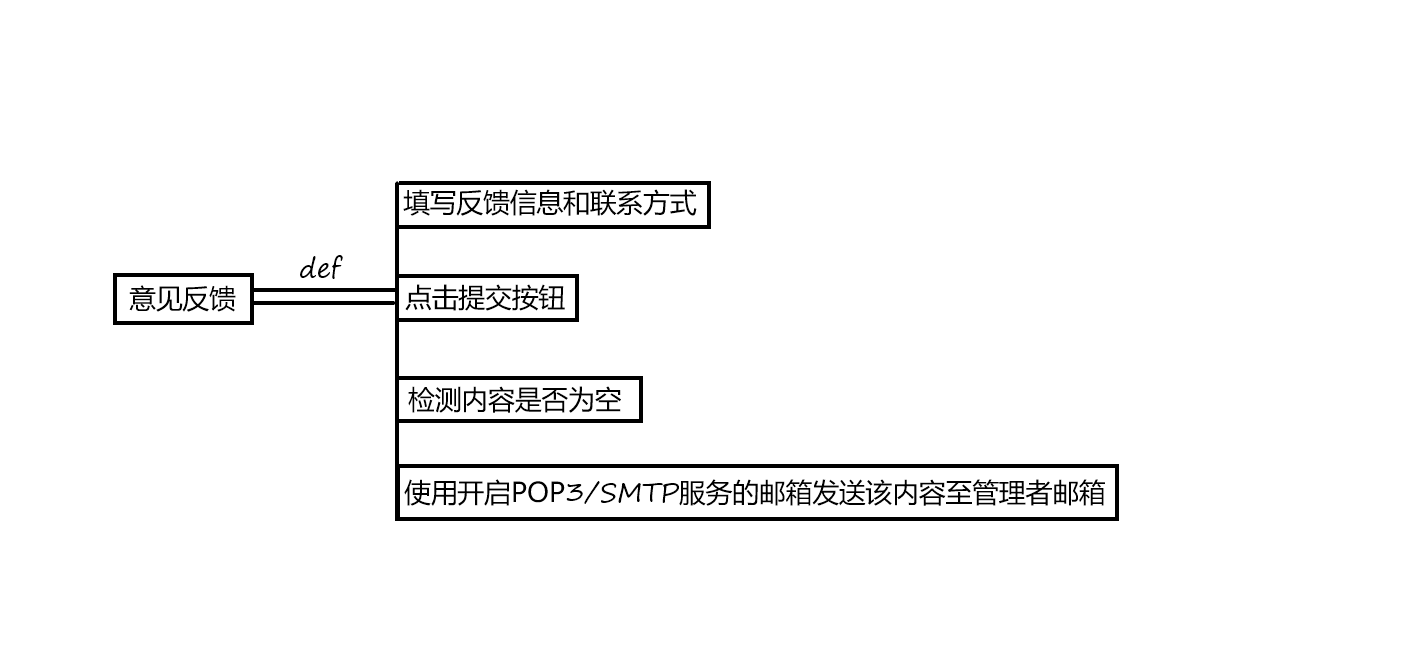 填写反馈信息和联系方式
def
意见反馈
点击提交按钮
检测内容是否为空
使用开启POP3/SMTP服务的邮箱发送该内容至管理者邮箱